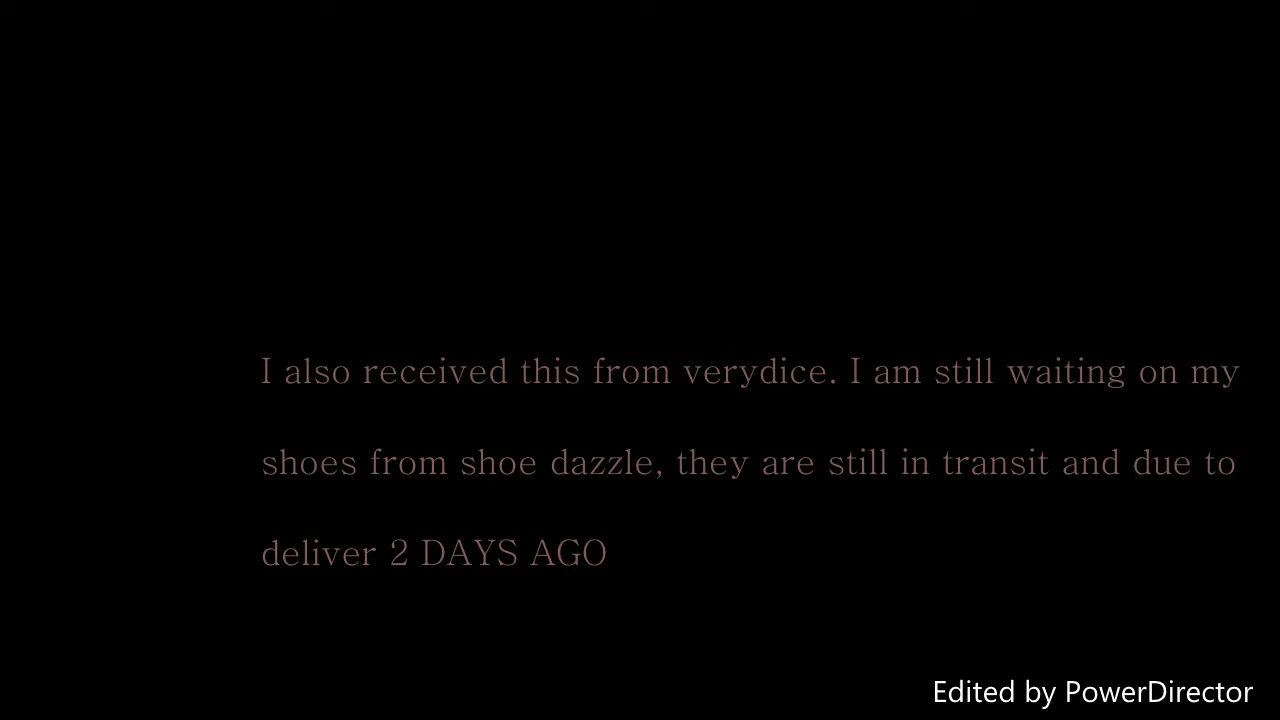 I also received this from verydice. I am still waiting on my
shoes from shoe dazzle, they are still in transit and due to
deliver 2 DAYS AGO
Edited by PowerDirector